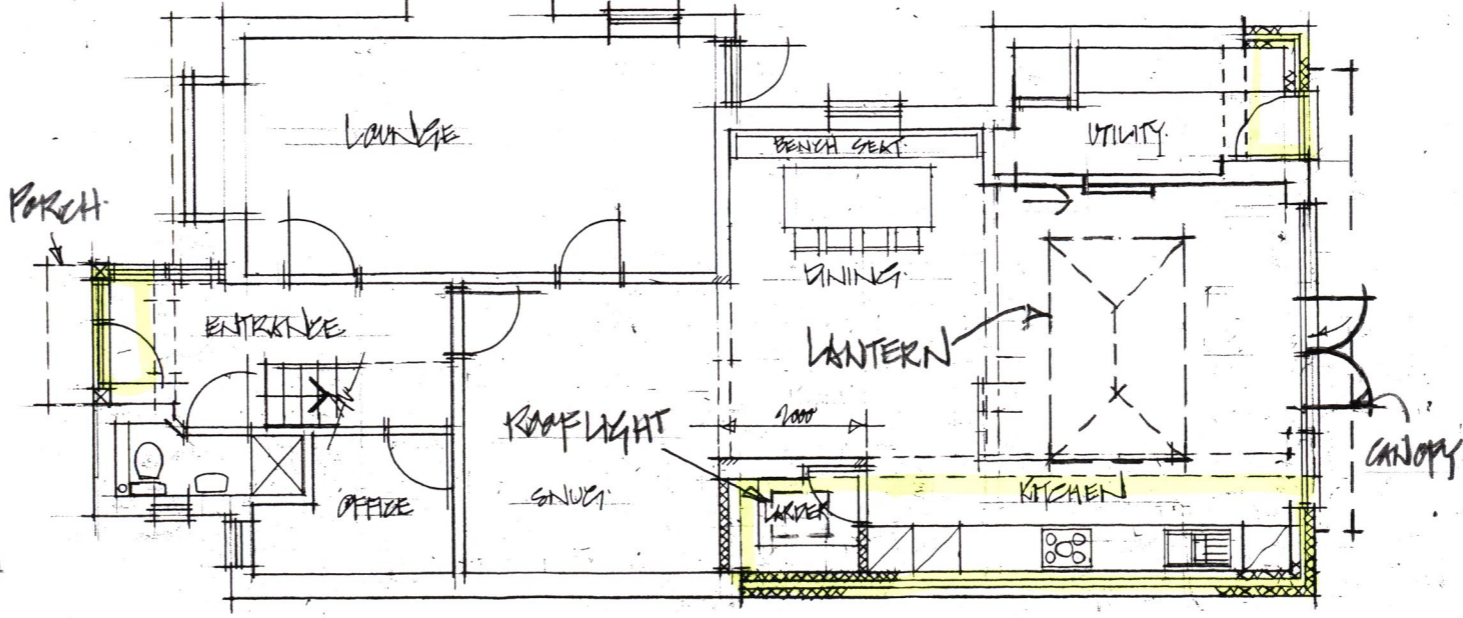 LOUNGE
BENCH SEAT
UTILITY
PORCH
DINING
ENTRANCE
LANTERN
ROOFLIGHT
2000
CANOPY
OFFICE
SNUG
LARDER
KITCHEN